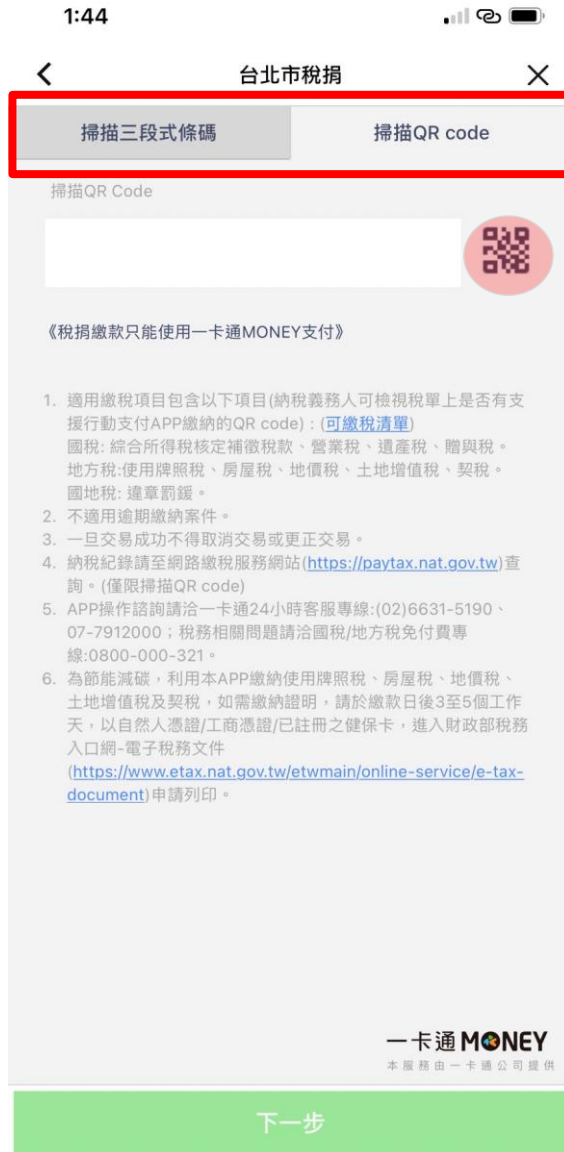 1:44
台北市稅捐
掃描三段式條碼
掃描QR code
掃描QR Code
《稅捐繳款只能使用一卡通MONEY支付》
1. 適用繳稅項目包含以下項目(納稅義務人可檢視稅單上是否有支
援行動支付APP繳納的QR code) : (可繳稅清單)
國稅: 綜合所得稅核定補徵稅款、營業稅、遺產稅、贈與稅。
地方稅:使用牌照稅、房屋稅、地價稅、土地增值稅、契稅。
國地稅: 違章罰鍰。
2. 不適用逾期繳納案件。
3. 一旦交易成功不得取消交易或更正交易。
4. 納稅紀錄請至網路繳稅服務網站(https://paytax.nat.gov.tw)查
詢。(僅限掃描QR code)
5. APP操作諮詢請洽一卡通24小時客服專線:(02)6631-5190、
07-7912000；稅務相關問題請洽國稅/地方稅免付費專
線:0800-000-321。
6. 為節能減碳，利用本APP繳納使用牌照稅、房屋稅、地價稅、
土地增值稅及契稅，如需繳納證明，請於繳款日後3至5個工作
天，以自然人憑證/工商憑證/已註冊之健保卡，進入財政部稅務
入口網-電子稅務文件
(https://www.etax.nat.gov.tw/etwmain/online-service/e-tax-
document)申請列印。
一卡通MONEY
本服務由一卡通公司提供
下一步